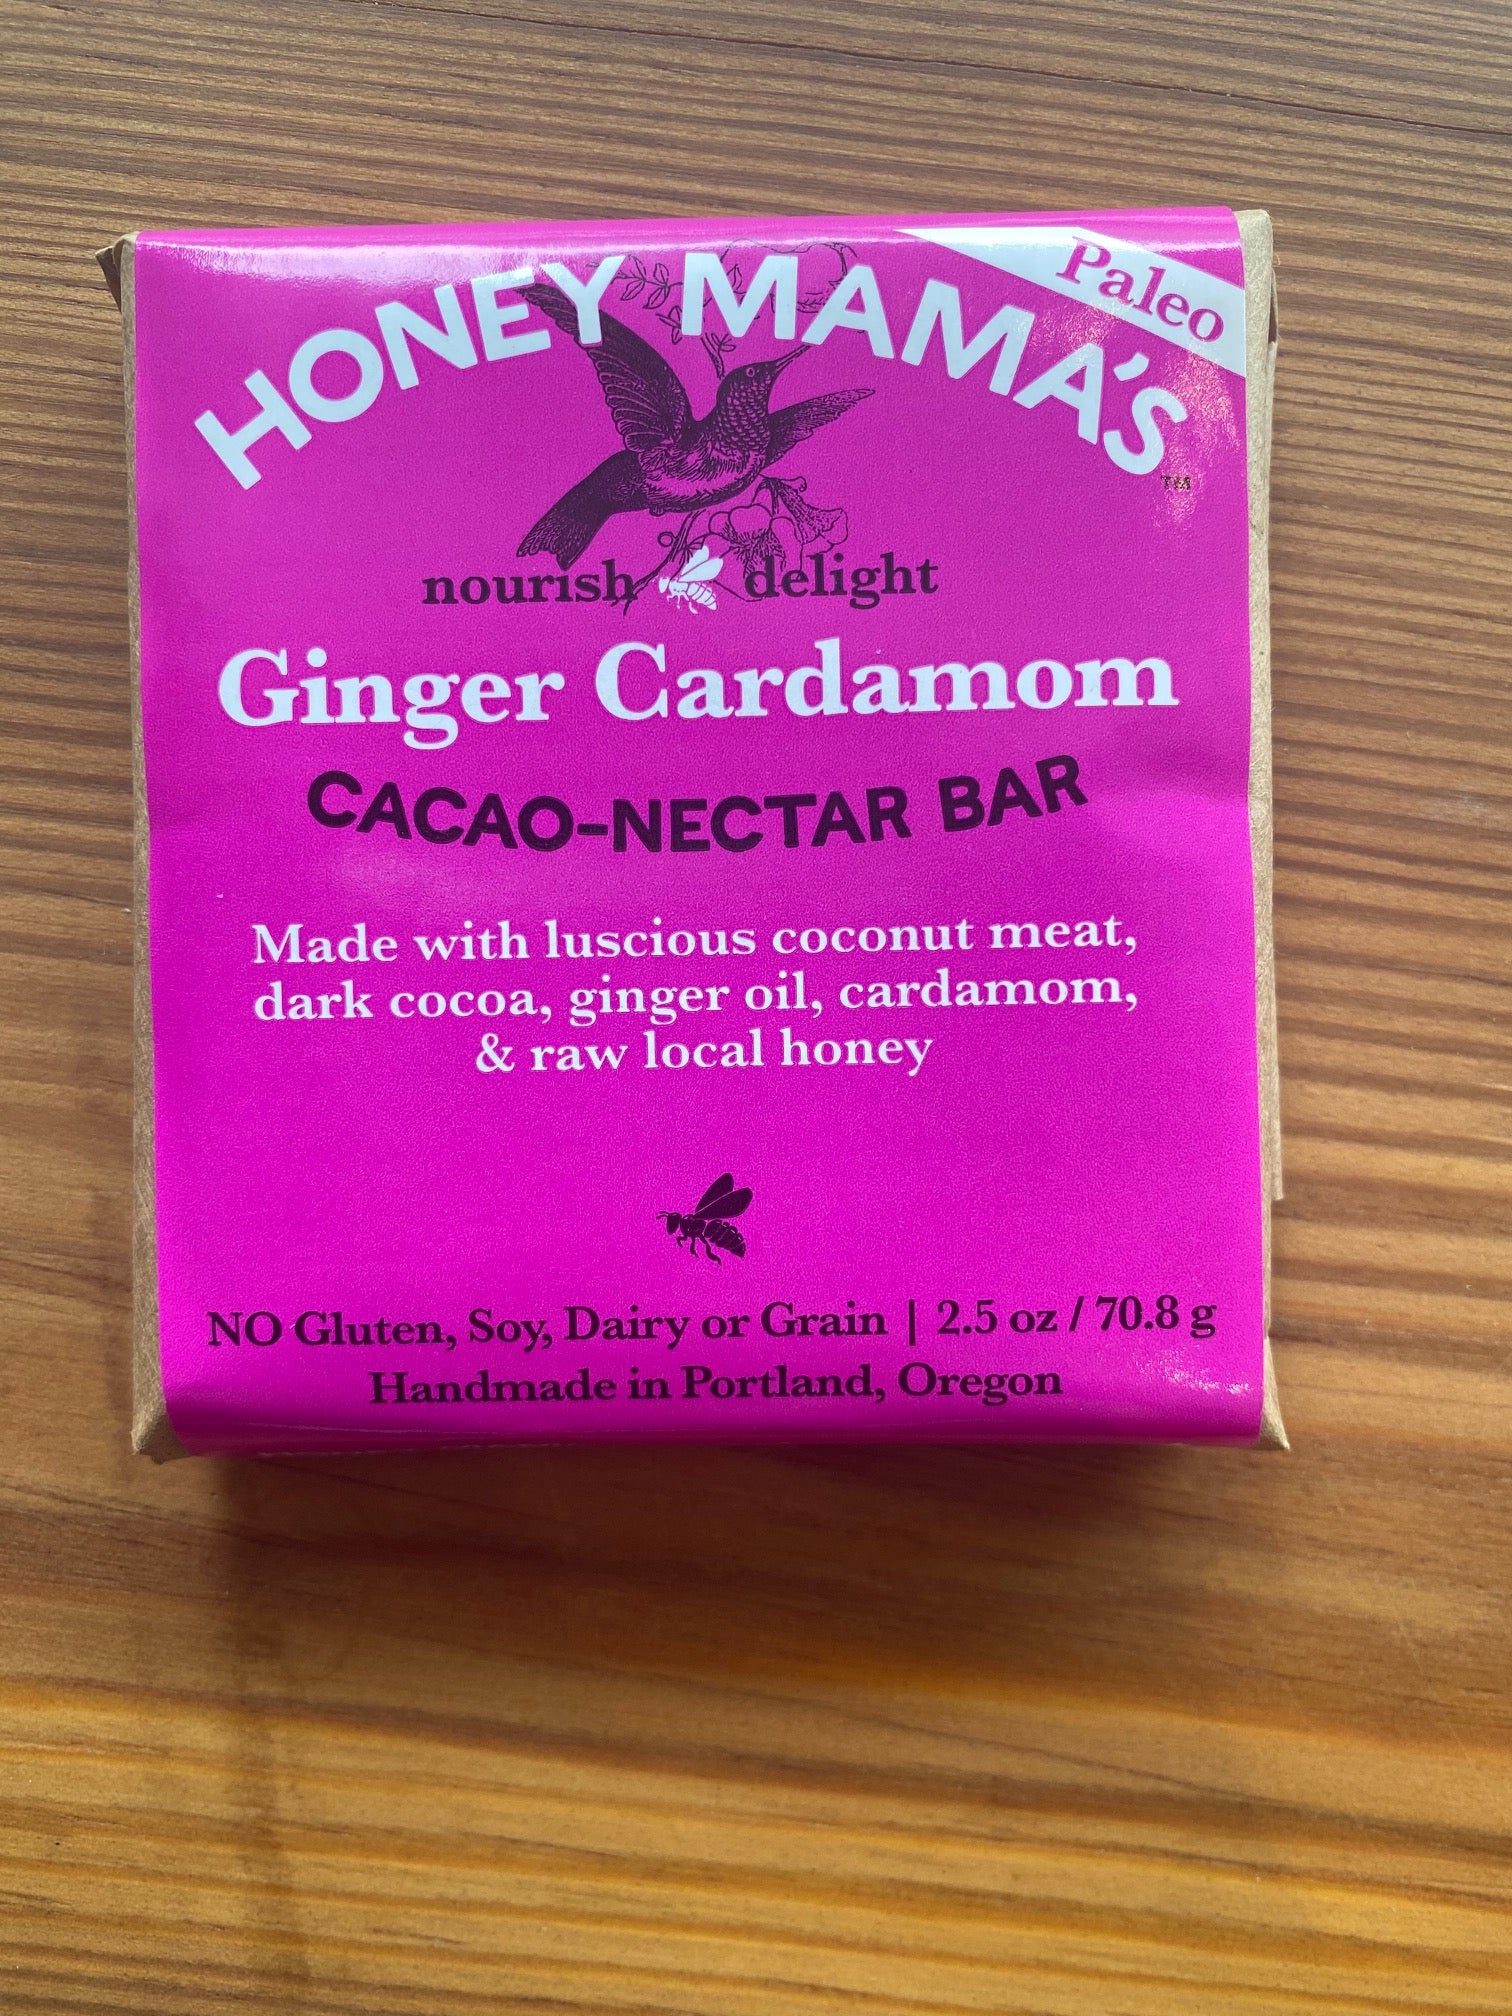 Paleo
HONEY MAMA'S™
nourish delight
Ginger Cardamom
CACAO-NECTAR BAR
Made with luscious coconut meat,
dark cocoa, ginger oil, cardamom,
& raw local honey
NO Gluten, Soy, Dairy or Grain | 2.5 oz / 70.8 g
Handmade in Portland, Oregon